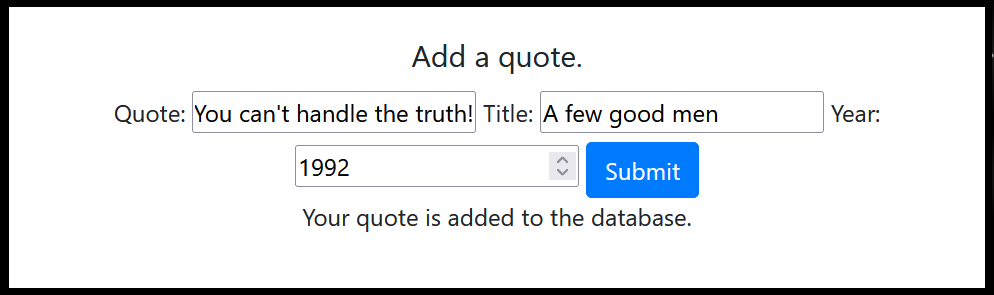 Add a quote.
Quote: You can't handle the truth! Title: A few good men Year:
1992 Submit
Your quote is added to the database.